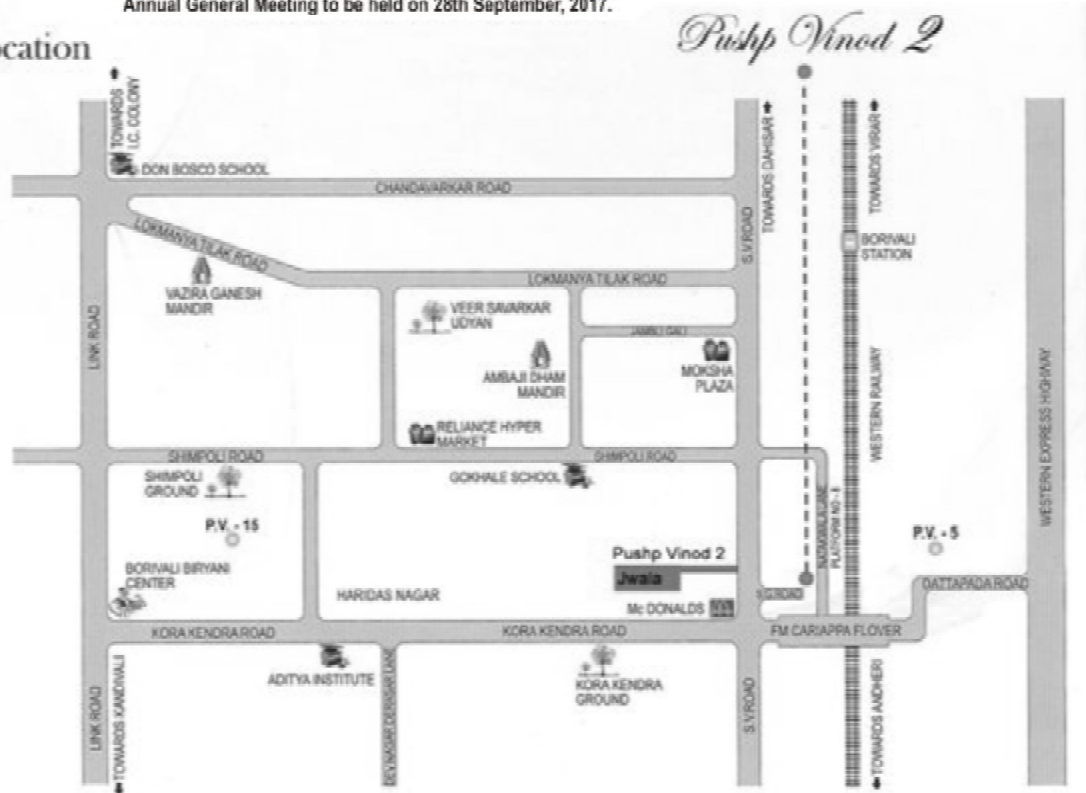 Annual General Meeting to be held on 28th September, 2017.
Pushp Vinod 2
ocation
TOWARDS
I.C. COLONY
DON BOSCO SCHOOL
CHANDAVARKAR ROAD
TOWARDS DAHISAR
TOWARDS VIRAR
S.V.ROAD
LOKMANYA TILAK ROAD
BORIVALI
STATION
LOKMANYA TILAK ROAD
VAZIRA GANESH
MANDIR
VEER SAVARKAR
UDYAN
JAMBLI GALI
LINK ROAD
AMBAJI DHAM
MANDIR
MOKSHA
PLAZA
WESTERN RAILWAY
WESTERN EXPRESS HIGHWAY
RELIANCE HYPER
MARKET
SHIMPOLI ROAD
SHIMPOLI ROAD
SHIMPOLI
GROUND
GOKHALE SCHOOL
PLATFORM NO - 8
P.V. - 15
P.V. - 5
Pushp Vinod 2
Jwala
BORIVALI BIRYANI
CENTER
HARIDAS NAGAR
Mc DONALDS
ROAD
DATTAPADA ROAD
KORA KENDRA ROAD
KORA KENDRA ROAD
FM CARIAPPA FLOVER
ADITYA INSTITUTE
KORA KENDRA
GROUND
LINK ROAD
TOWARDS KANDIVALI
DEVNAGAR DERASAR LANE
S.V.ROAD
TOWARDS ANDHERI